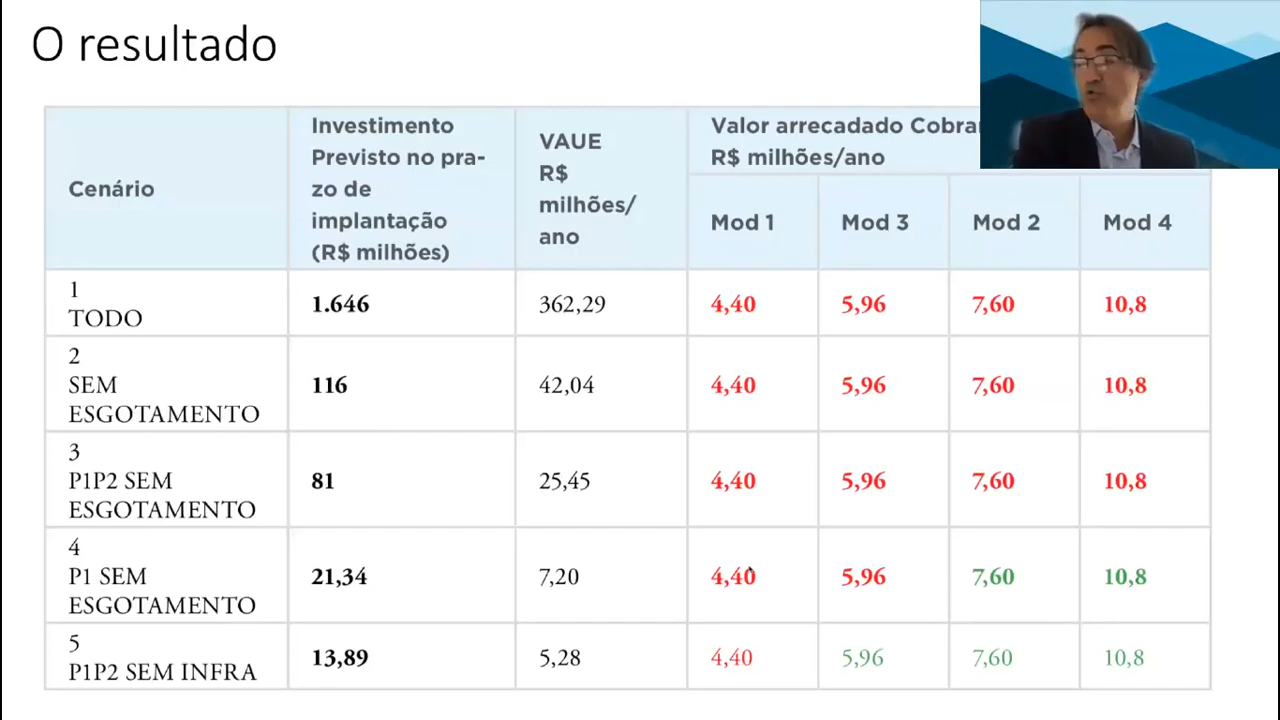 O resultado
Cenário
Investimento
Previsto no pra-
zo de
implantação
(R$ milhões)
VAUE
R$
milhões/
ano
Valor arrecadado
R$ milhões/ano
Mod 1
Mod 3
Mod 2
Mod 4
1
TODO
1.646
362,29
4,40
5,96
7,60
10,8
2
SEM
ESGOTAMENTO
116
42,04
4,40
5,96
7,60
10,8
3
P1P2 SEM
ESGOTAMENTO
81
25,45
4,40
5,96
7,60
10,8
4
P1 SEM
ESGOTAMENTO
21,34
7,20
4,40
5,96
7,60
10,8
5
P1P2 SEM INFRA
13,89
5,28
4,40
5,96
7,60
10,8